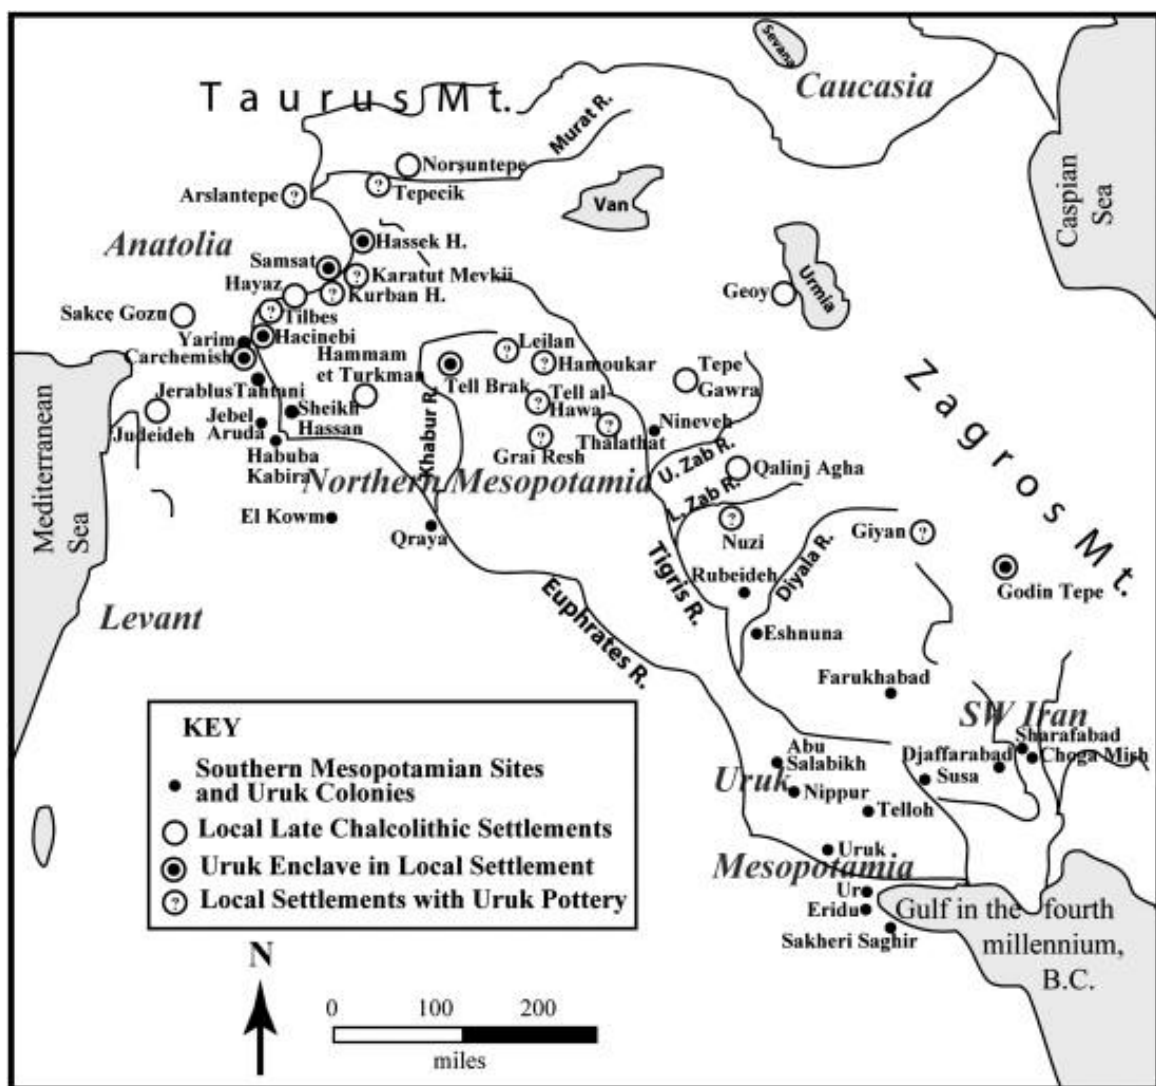 Sevana
Caucasia
Taurus Mt.
Murat R.
Norşuntepe
Tepecik
Arslantepe
?
?
Van
Caspian
Sea
Anatolia
Hassek H.
Samsat
Karatut Mevkii
?
Hayaz
Kurban H.
?
Urmia
Geoy
Sakçe Gozu
Tilbes
?
Yarim
Hacinebi
Carchemish
Hammam
et Turkman
Leilan
?
Hamoukar
?
Tell Brak
Tepe
Gawra
JerablusTahtani
Tell al-
Hawa
?
Zagros Mt.
Judeideh
Jebel
Aruda
Sheikh
Hassan
Khabur R.
Thalathat
?
Nineveh
Grai Resh
?
Habuba
Kabira
U. Zab R.
Qalinj Agha
Northern Mesopotamia
L. Zab R.
Mediterranean
Sea
El Kowm
Qraya
Nuzi
?
Giyan
?
Tigris R.
Diyala R.
Rubeideh
Godin Tepe
Levant
Euphrates R.
Eshnuna
Farukhabad
SW Iran
Sharafabad
Djaffarabad
Choga Mish
Abu
Salabikh
Susa
Uruk
Nippur
Telloh
Uruk
Mesopotamia
Ur
Eridu
Sakheri Saghir
Gulf in the fourth
millennium,
B.C.
KEY
Southern Mesopotamian Sites
and Uruk Colonies
Local Late Chalcolithic Settlements
Uruk Enclave in Local Settlement
? Local Settlements with Uruk Pottery
N
0 100 200
miles